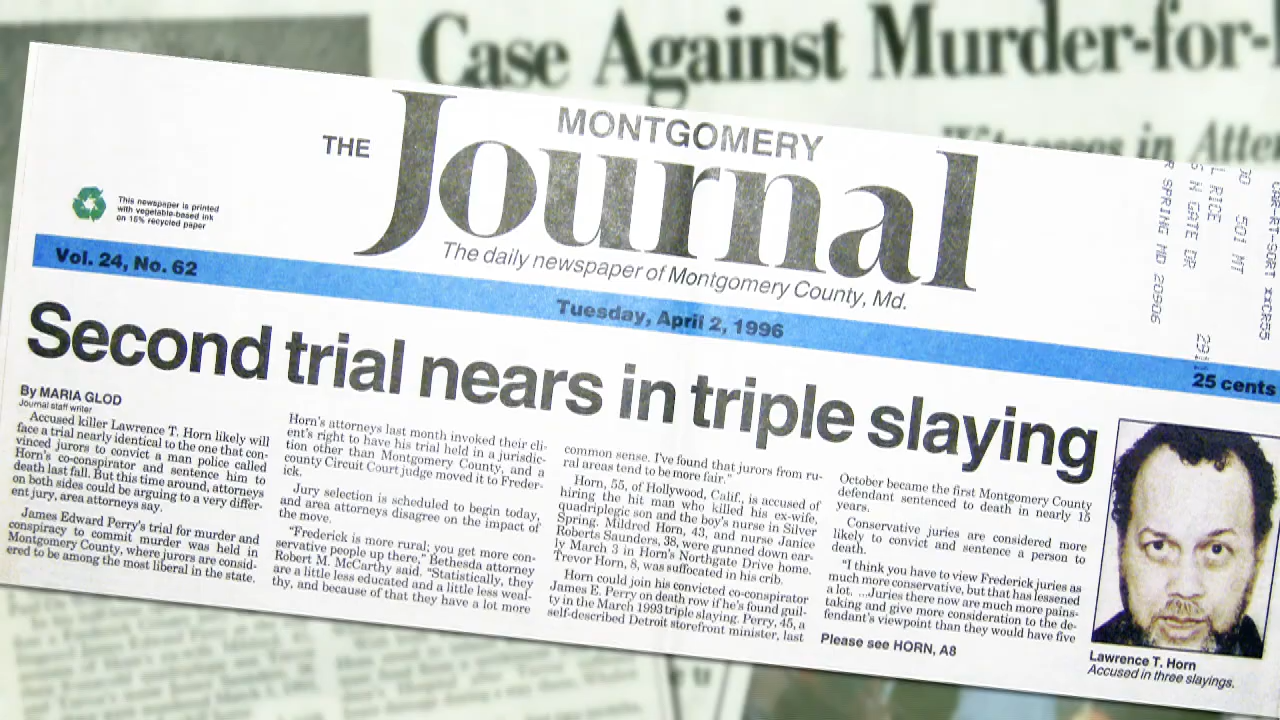 Case Against Murder-for-
Witnesses in Atte
THE
MONTGOMERY
Journal
The daily newspaper of Montgomery County, Md.
This newspaper is printed
with vegetable-based ink
on 15% recycled paper
Vol. 24, No. 62
Tuesday, April 2, 1996
25 cents
501 MT
L RICE
N GATE DR
R SPRING MD 20906
Second trial nears in triple slaying
By MARIA GLOD
Journal staff writer
Accused killer Lawrence T. Horn likely will
face a trial nearly identical to the one that con-
vinced jurors to convict a man police called
Horn's co-conspirator and sentence him to
death last fall. But this time around, attorneys
on both sides could be arguing to a very differ-
ent jury, area attorneys say.
James Edward Perry's trial for murder and
conspiracy to commit murder was held in
Montgomery County, where jurors are consid-
ered to be among the most liberal in the state.
Horn's attorneys last month invoked their cli-
ent's right to have his trial held in a jurisdic-
tion other than Montgomery County, and a
county Circuit Court judge moved it to Freder-
ick.
Jury selection is scheduled to begin today,
and area attorneys disagree on the impact of
the move.
"Frederick is more rural; you get more con-
servative people up there," Bethesda attorney
Robert M. McCarthy said. "Statistically, they
are a little less educated and a little less weal-
thy, and because of that they have a lot more
common sense. I've found that jurors from ru-
ral areas tend to be more fair."
Horn, 55, of Hollywood, Calif., is accused of
hiring the hit man who killed his ex-wife,
quadriplegic son and the boy's nurse in Silver
Spring. Mildred Horn, 43, and nurse Janice
Roberts Saunders, 38, were gunned down ear-
ly March 3 in Horn's Northgate Drive home.
Trevor Horn, 8, was suffocated in his crib.
Horn could join his convicted co-conspirator
James E. Perry on death row if he's found guil-
ty in the March 1993 triple slaying. Perry, 45, a
self-described Detroit storefront minister, last
October became the first Montgomery County
defendant sentenced to death in nearly 15
years.
Conservative juries are considered more
likely to convict and sentence a person to
death.
"I think you have to view Frederick juries as
much more conservative, but that has lessened
a lot. ...Juries there now are much more pains-
taking and give more consideration to the de-
fendant's viewpoint than they would have five
Please see HORN, A8
Lawrence T. Horn
Accused in three slayings.